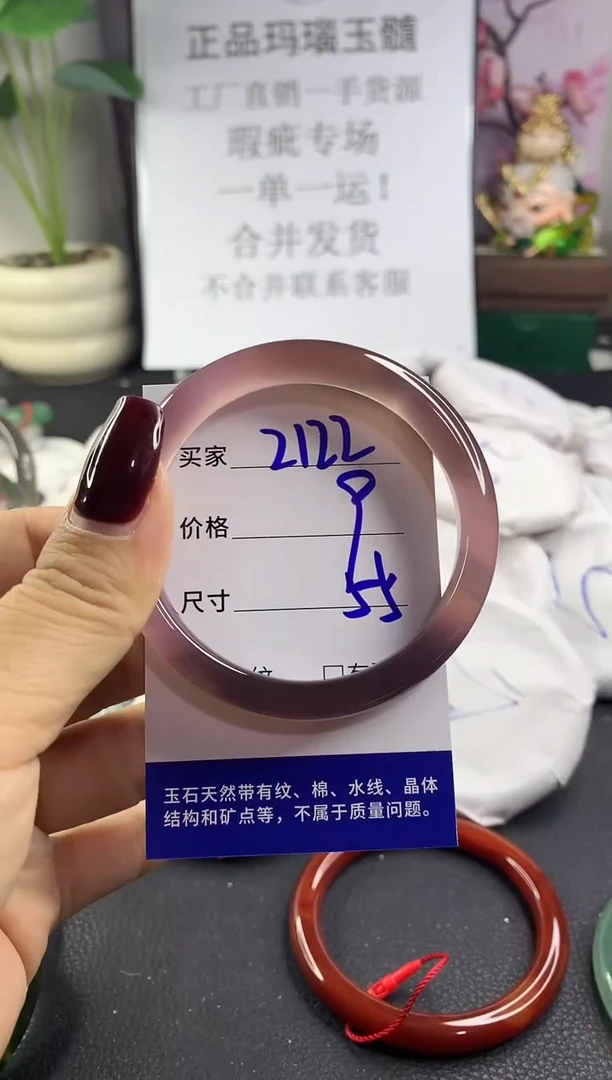 正品玛瑙玉髓
工厂直销一手货源
瑕疵专场
一单一运!
合并发货
不合并联系客服
买家 2122
价格
尺寸 55
纹 口有
玉石天然带有纹、棉、水线、晶体
结构和矿点等，不属于质量问题。